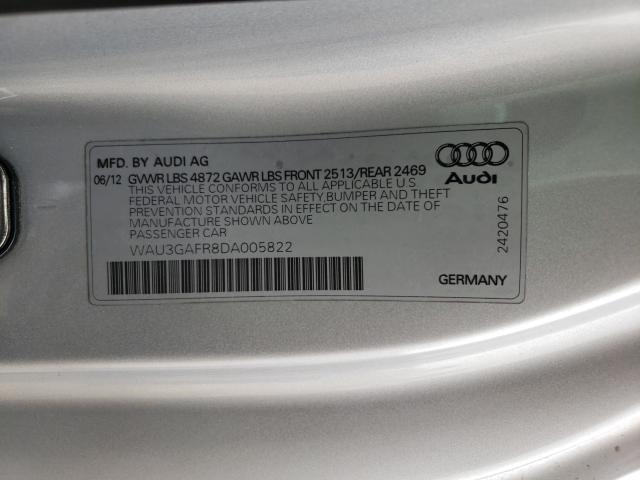 MFD. BY AUDI AG
06/12 GVWR LBS 4872 GAWR LBS FRONT 2513/REAR 2469
THIS VEHICLE CONFORMS TO ALL APPLICABLE U S
FEDERAL MOTOR VEHICLE SAFETY,BUMPER AND THEFT
PREVENTION STANDARDS IN EFFECT ON THE DATE OF
MANUFACTURE SHOWN ABOVE
PASSENGER CAR
WAU3GAFR8DA005822
Audi
2420476
GERMANY